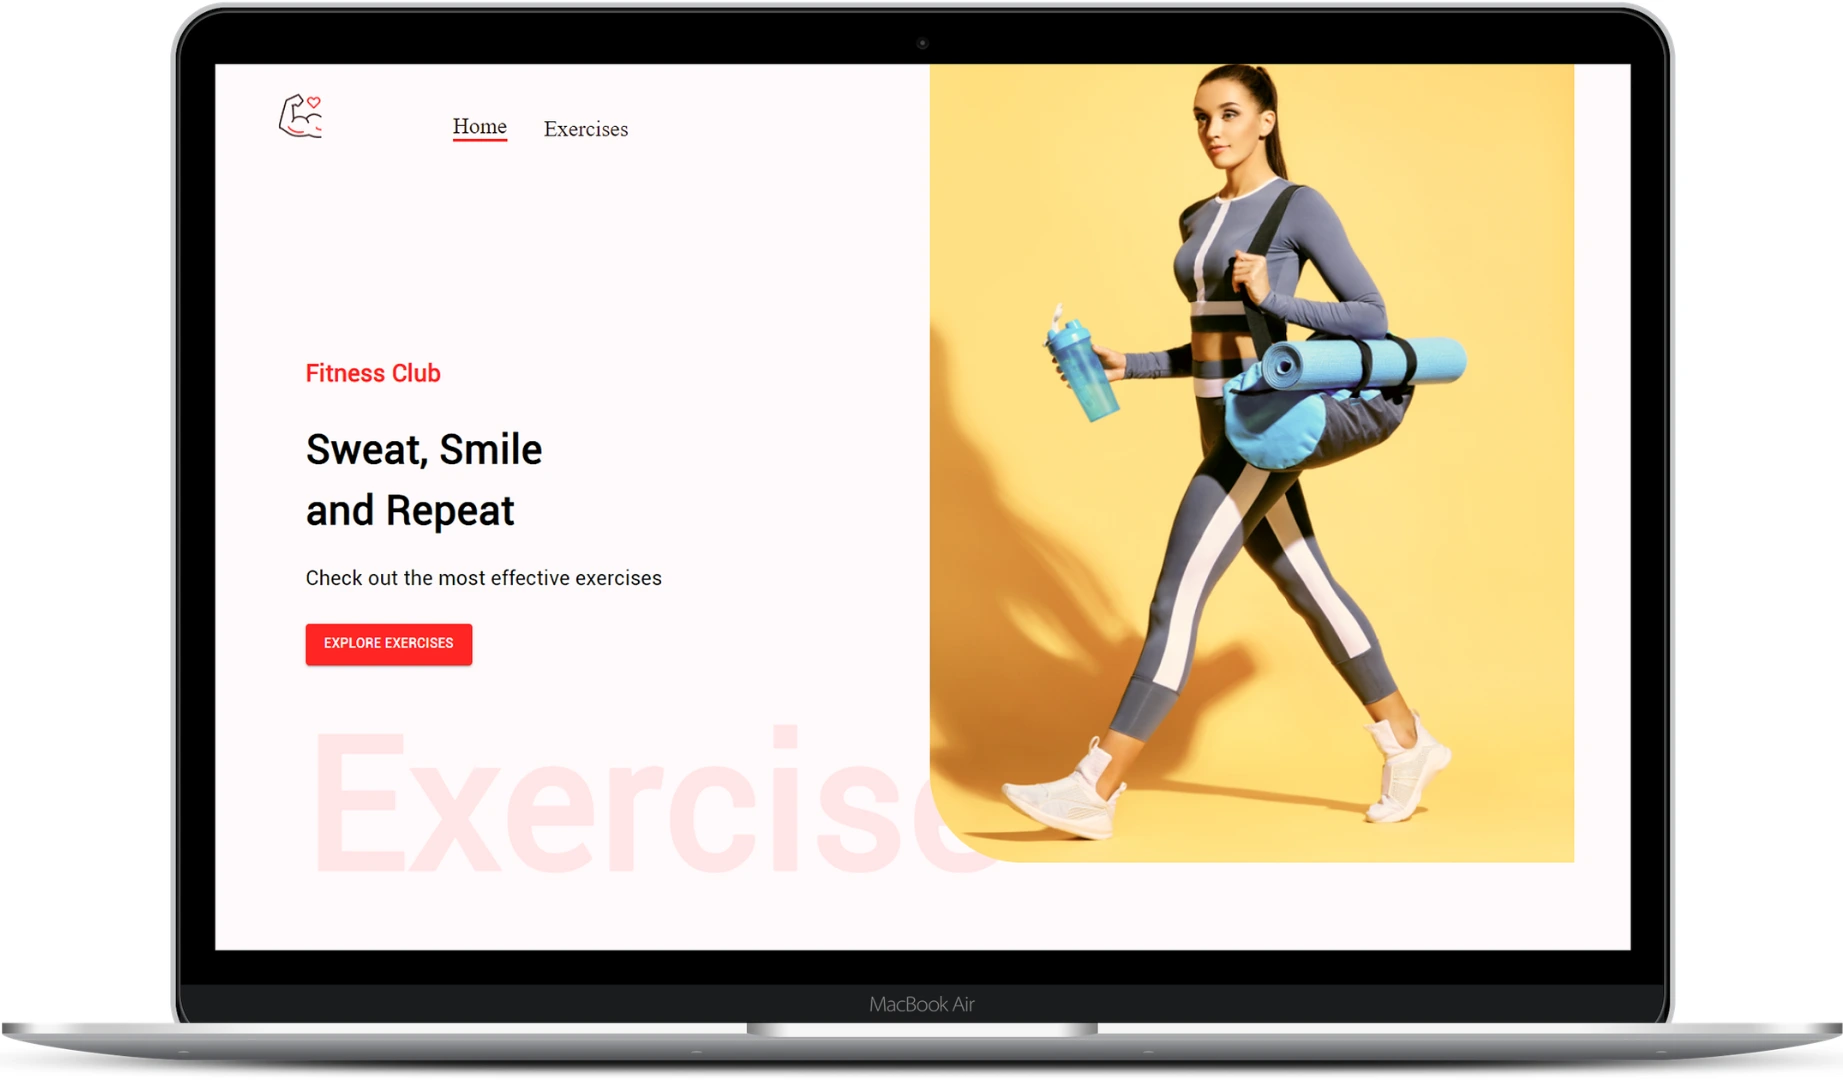 Home Exercises
Fitness Club
Sweat, Smile
and Repeat
Check out the most effective exercises
EXPLORE EXERCISES
Exercise
MacBook Air